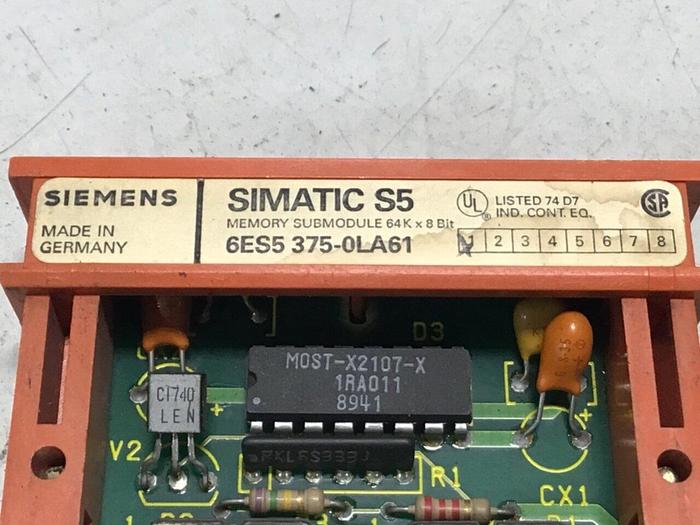 SIEMENS
MADE IN
GERMANY
SIMATIC S5
MEMORY SUBMODULE 64K x 8 Bit
6ES5 375-0LA61
UL
LISTED 74 D7
IND. CONT. EQ.
2 3 4 5 6 7 8
D3
MOST-X2107-X
1RA011
8941
C1740
LEN
V2
R1
CX1